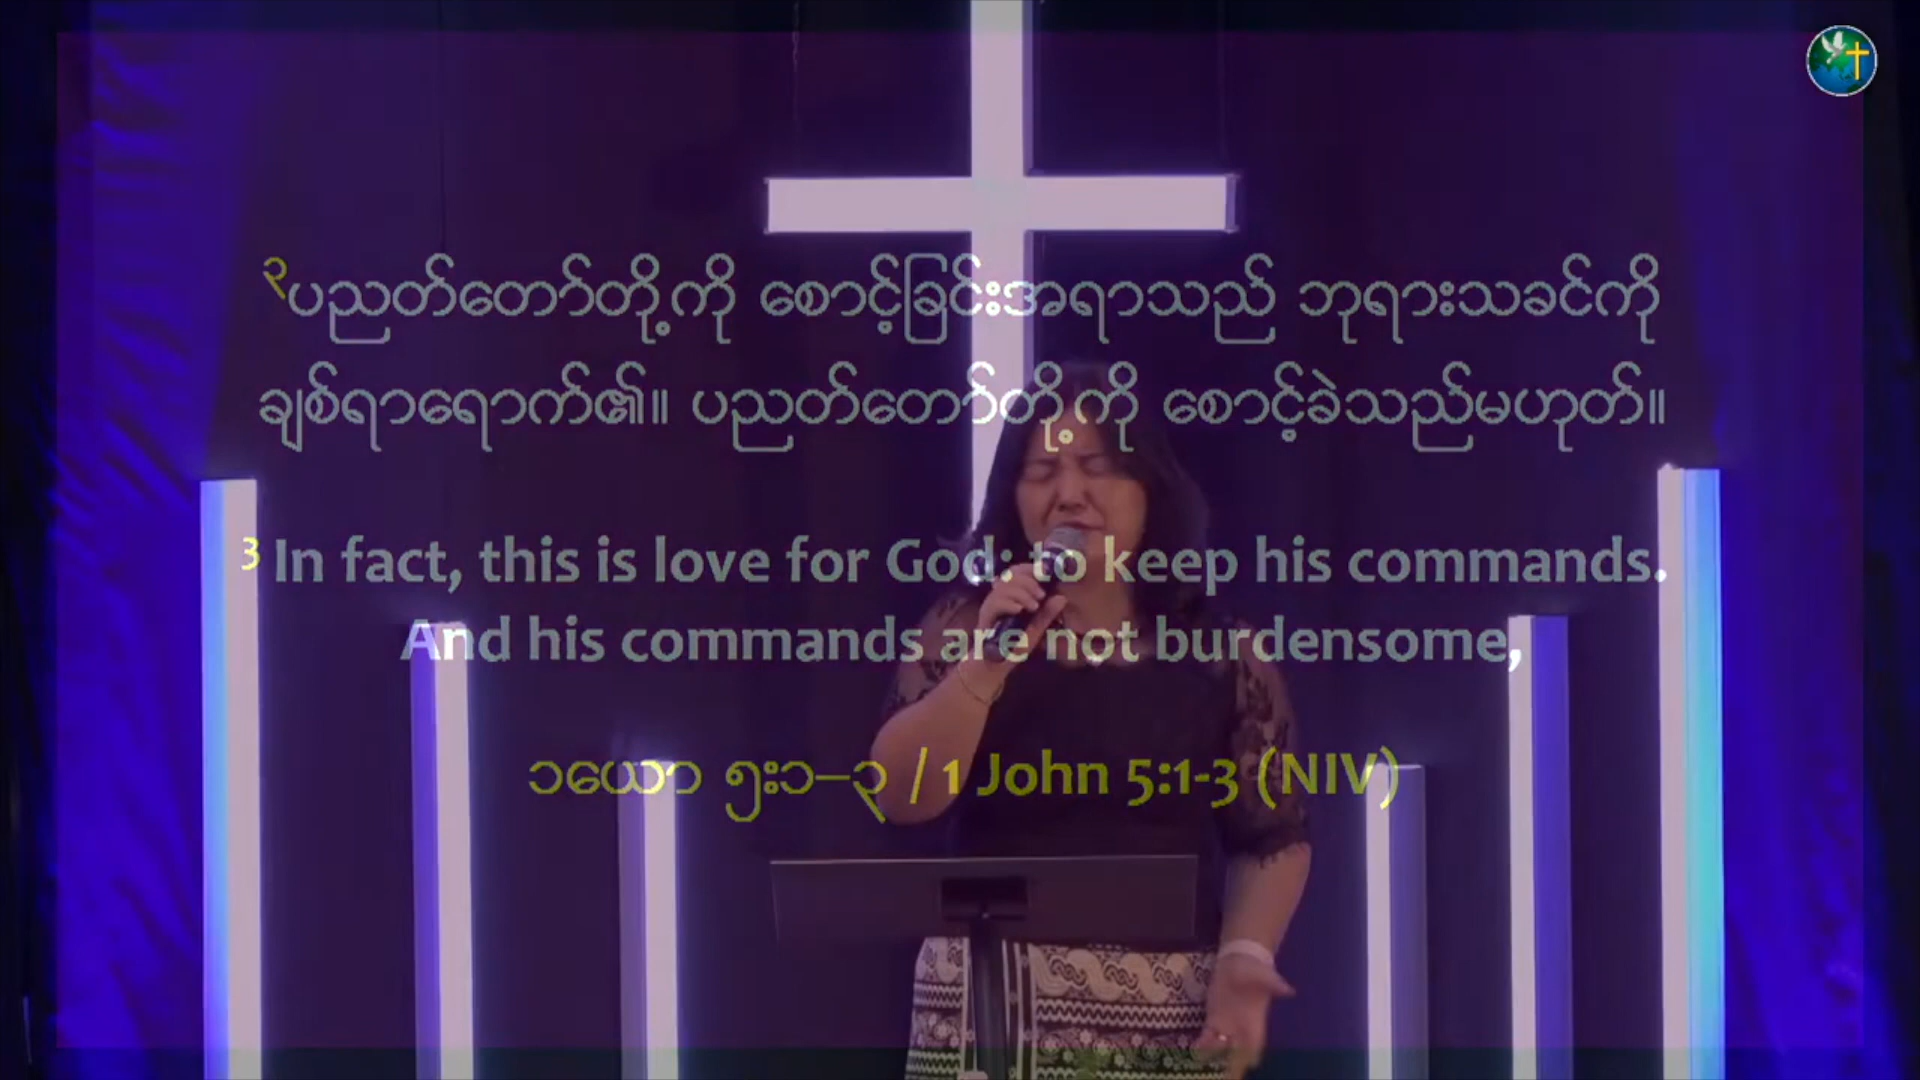 ၃ပညတ်တော်တို့ကို စောင့်ခြင်းအရာသည် ဘုရားသခင်ကို
ချစ်ရာရောက်၏။ ပညတ်တော်တို့ကို စောင့်ခဲသည်မဟုတ်။
3 In fact, this is love for God: to keep his commands.
And his commands are not burdensome,
၁ယော ၅း၁–၃ / 1 John 5:1-3 (NIV)